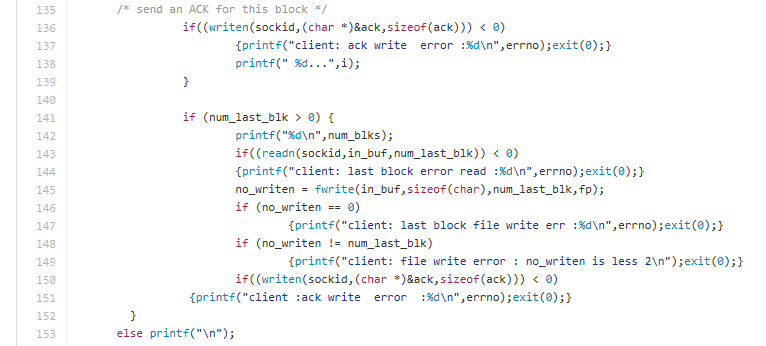 135 /* send an ACK for this block */
136 if((writen(sockid,(char *)&ack,sizeof(ack))) < 0)
137 {printf("client: ack write  error :%d\n",errno);exit(0);}
138 printf(" %d...",i);
139 }
140
141 if (num_last_blk > 0) {
142 printf("%d\n",num_blks);
143 if((readn(sockid,in_buf,num_last_blk)) < 0)
144 {printf("client: last block error read :%d\n",errno);exit(0);}
145 no_writen = fwrite(in_buf,sizeof(char),num_last_blk,fp);
146 if (no_writen == 0)
147 {printf("client: last block file write err :%d\n",errno);exit(0);}
148 if (no_writen != num_last_blk)
149 {printf("client: file write error : no_writen is less 2\n");exit(0);}
150 if((writen(sockid,(char *)&ack,sizeof(ack))) < 0)
151 {printf("client :ack write  error  :%d\n",errno);exit(0);}
152 }
153 else printf("\n");